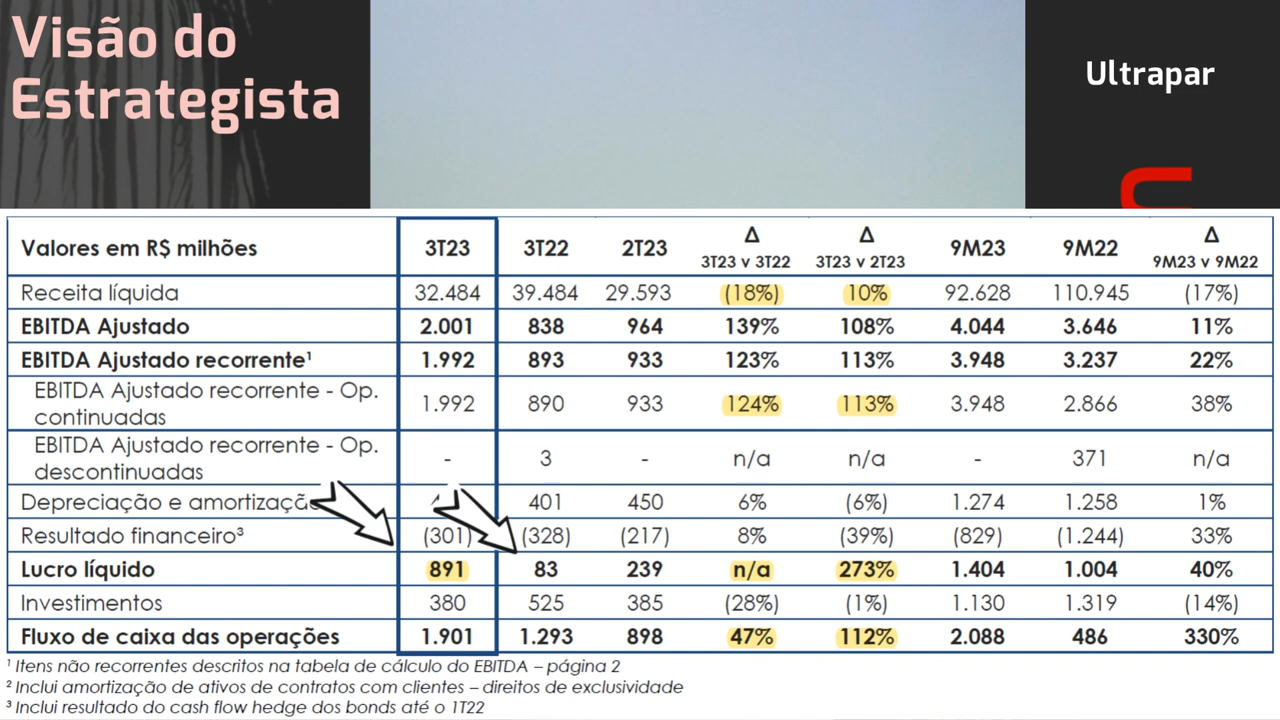 Visão do
Estrategista
Ultrapar
Valores em R$ milhões 3T23 3T22 2T23 Δ 3T23 v 3T22 Δ 3T23 v 2T23 9M23 9M22 Δ 9M23 v 9M22
Receita líquida 32.484 39.484 29.593 (18%) 10% 92.628 110.945 (17%)
EBITDA Ajustado 2.001 838 964 139% 108% 4.044 3.646 11%
EBITDA Ajustado recorrente¹ 1.992 893 933 123% 113% 3.948 3.237 22%
EBITDA Ajustado recorrente - Op.
continuadas 1.992 890 933 124% 113% 3.948 2.866 38%
EBITDA Ajustado recorrente - Op.
descontinuadas - 3 - n/a n/a - 371 n/a
Depreciação e 401 450 6% (6%) 1.274 1.258 1%
Resultado financeiro³ (301) (328) (217) 8% (39%) (829) (1.244) 33%
Lucro líquido 891 83 239 n/a 273% 1.404 1.004 40%
Investimentos 380 525 385 (28%) (1%) 1.130 1.319 (14%)
Fluxo de caixa das operações 1.901 1.293 898 47% 112% 2.088 486 330%
¹ Itens não recorrentes descritos na tabela de cálculo do EBITDA – página 2
² Inclui amortização de ativos de contratos com clientes – direitos de exclusividade
³ Inclui resultado do cash flow hedge dos bonds até o 1T22